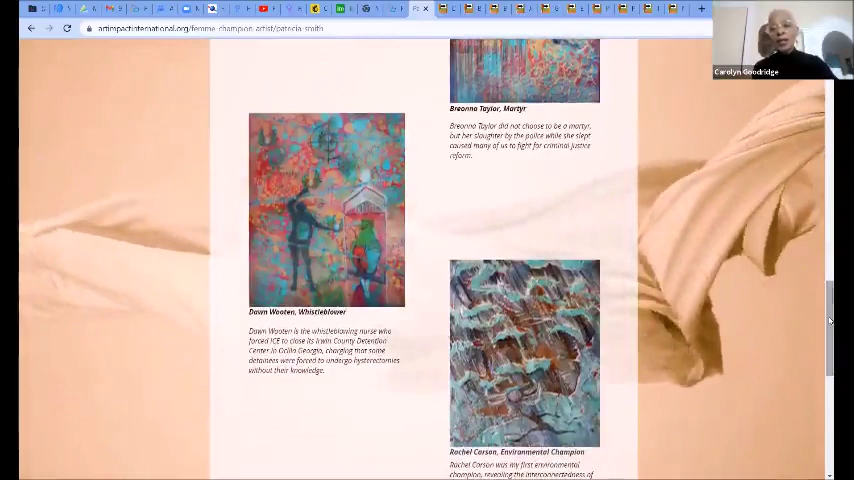 artimpactinternational.org/femme-champion-artist/patricia-smith
Carolyn Goodridge
Breonna Taylor, Martyr
Breonna Taylor did not choose to be a martyr,
but her slaughter by the police while she slept
caused many of us to fight for criminal justice
reform.
Dawn Wooten, Whistleblower
Dawn Wooten is the whistleblowing nurse who
forced ICE to close its Irwin County Detention
Center in Ocilla Georgia, charging that some
detainees were forced to undergo hysterectomies
without their knowledge.
Rachel Carson, Environmental Champion
Rachel Carson was my first environmental
champion, revealing the interconnectedness of